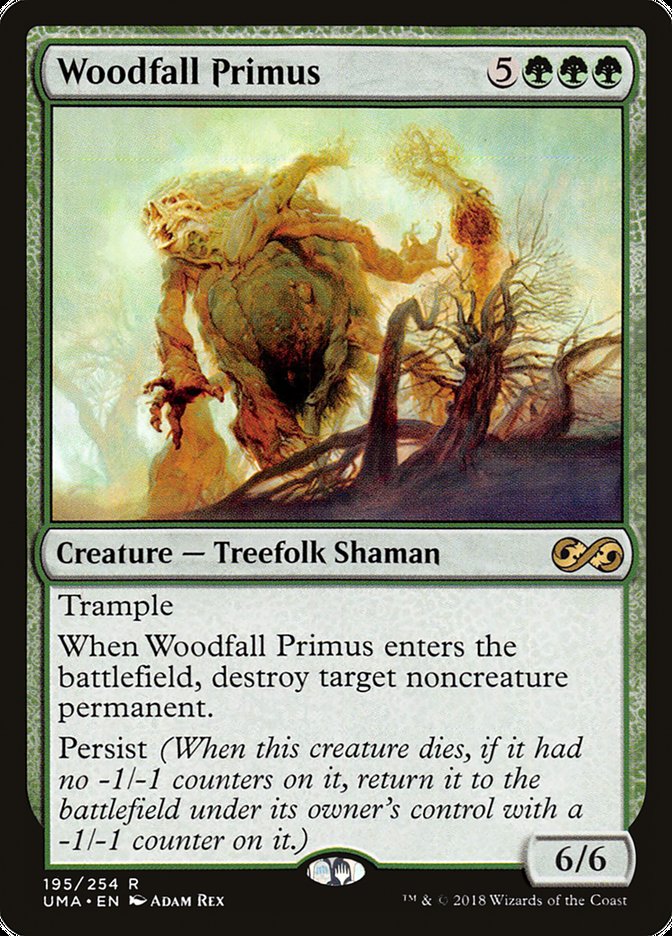 Woodfall Primus 5
Creature — Treefolk Shaman
Trample
When Woodfall Primus enters the
battlefield, destroy target noncreature
permanent.
Persist (When this creature dies, if it had
no -1/-1 counters on it, return it to the
battlefield under its owner's control with a
-1/-1 counter on it.)
6/6
195/254 R
UMA • EN Adam Rex
™ & © 2018 Wizards of the Coast